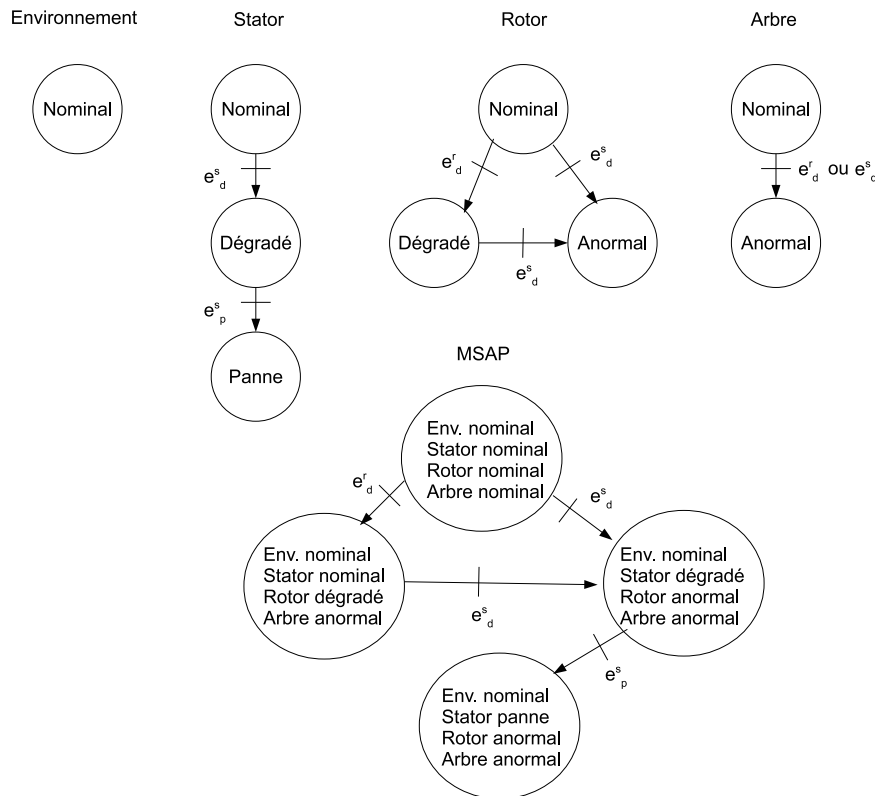 Environnement
Stator
Rotor
Arbre
Nominal
Nominal
Nominal
Nominal
e^s_d
e^r_d
e^s_d
e^r_d ou e^s_d
Dégradé
Dégradé
Anormal
Anormal
e^s_d
e^s_p
Panne
MSAP
Env. nominal
Stator nominal
Rotor nominal
Arbre nominal
e^r_d
e^s_d
Env. nominal
Stator nominal
Rotor dégradé
Arbre anormal
e^s_d
Env. nominal
Stator dégradé
Rotor anormal
Arbre anormal
e^s_p
Env. nominal
Stator panne
Rotor anormal
Arbre anormal